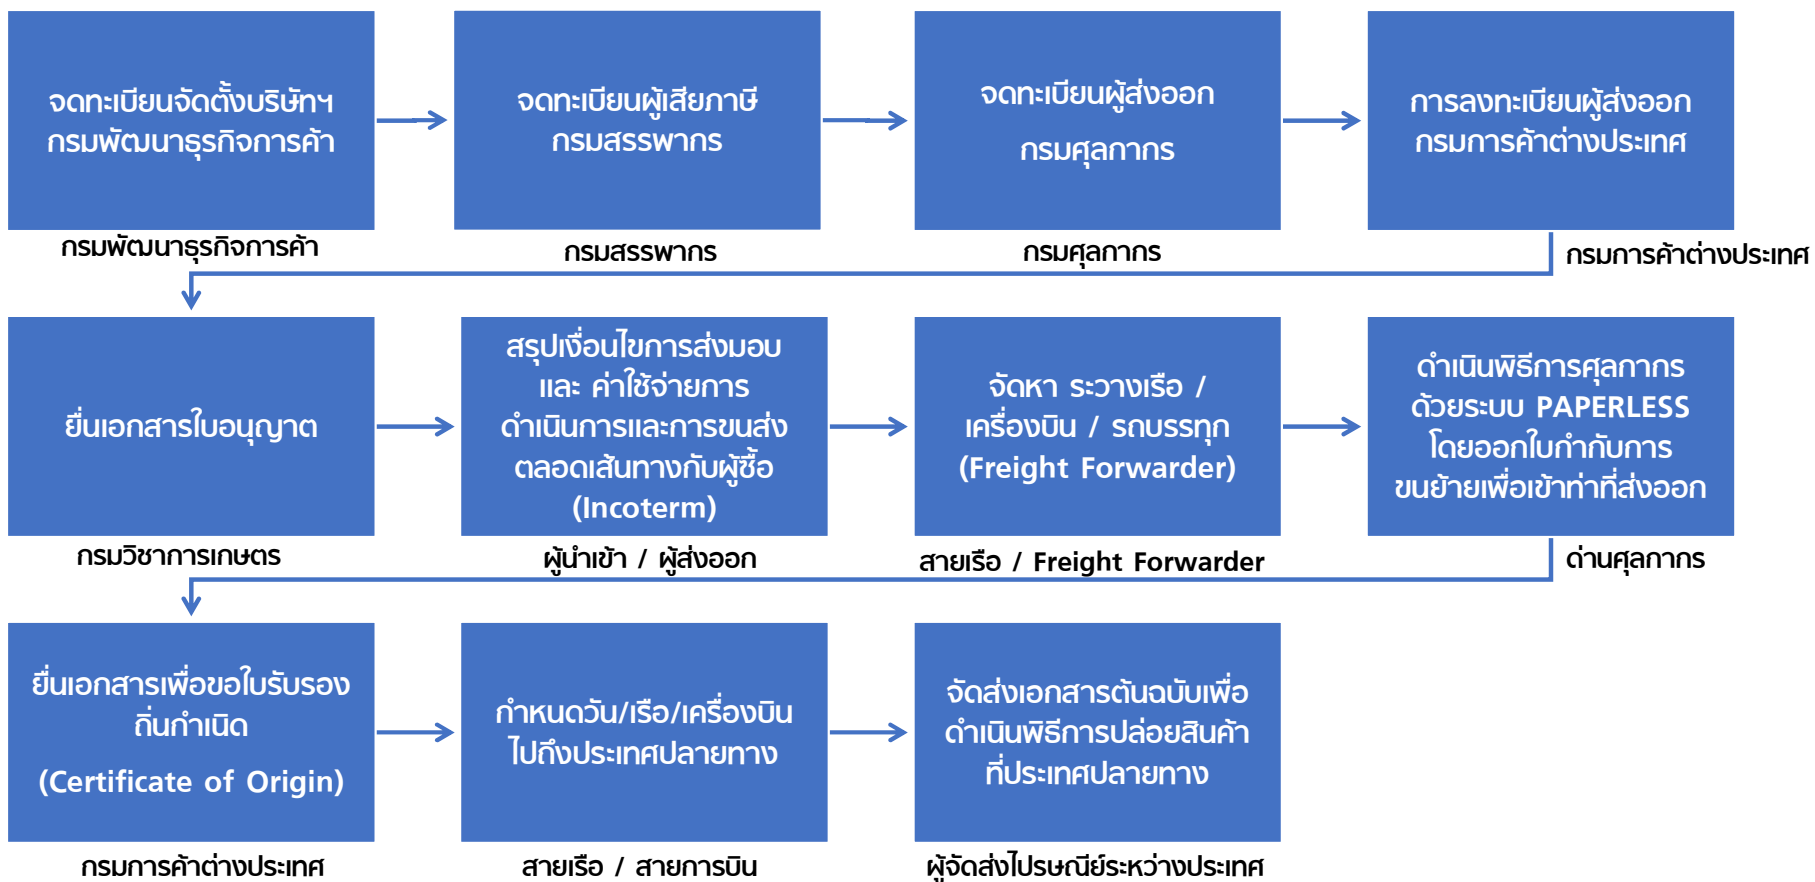 จดทะเบียนจัดตั้งบริษัทฯ
กรมพัฒนาธุรกิจการค้า
กรมพัฒนาธุรกิจการค้า
จดทะเบียนผู้เสียภาษี
กรมสรรพากร
กรมสรรพากร
จดทะเบียนผู้ส่งออก
กรมศุลกากร
กรมศุลกากร
การลงทะเบียนผู้ส่งออก
กรมการค้าต่างประเทศ
กรมการค้าต่างประเทศ
ยื่นเอกสารใบอนุญาต
กรมวิชาการเกษตร
สรุปเงื่อนไขการส่งมอบ
และ ค่าใช้จ่ายการ
ดำเนินการและการขนส่ง
ตลอดเส้นทางกับผู้ซื้อ
(Incoterm)
ผู้นำเข้า / ผู้ส่งออก
จัดหา ระวางเรือ /
เครื่องบิน / รถบรรทุก
(Freight Forwarder)
สายเรือ / Freight Forwarder
ดำเนินพิธีการศุลกากร
ด้วยระบบ PAPERLESS
โดยออกใบกำกับการ
ขนย้ายเพื่อเข้าท่าที่ส่งออก
ด่านศุลกากร
ยื่นเอกสารเพื่อขอใบรับรอง
ถิ่นกำเนิด
(Certificate of Origin)
กรมการค้าต่างประเทศ
กำหนดวัน/เรือ/เครื่องบิน
ไปถึงประเทศปลายทาง
สายเรือ / สายการบิน
จัดส่งเอกสารต้นฉบับเพื่อ
ดำเนินพิธีการปล่อยสินค้า
ที่ประเทศปลายทาง
ผู้จัดส่งไปรษณีย์ระหว่างประเทศ